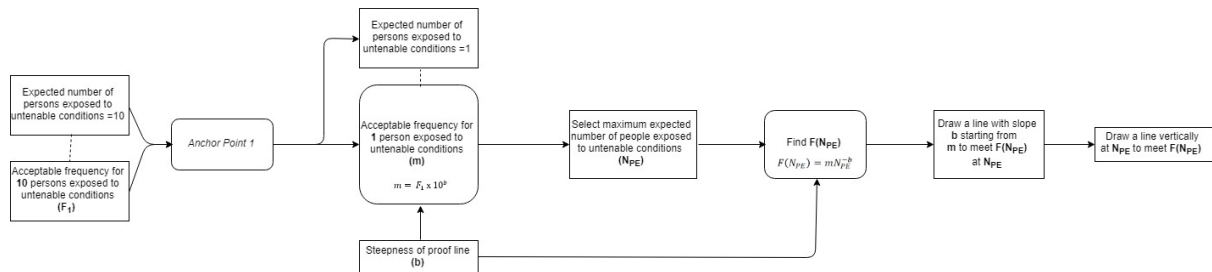 Expected number of
persons exposed to
untenable conditions =10
Acceptable frequency for
10 persons exposed to
untenable conditions
(F1)
Anchor Point 1
Expected number of
persons exposed to
untenable conditions =1
Acceptable frequency for
1 person exposed to
untenable conditions
(m)
m = F₁ x 10ᵇ
Steepness of proof line
(b)
Select maximum expected
number of people exposed
to untenable conditions
(NPE)
Find F(NPE)
F(NPE) = mNPE⁻ᵇ
Draw a line with slope
b starting from
m to meet F(NPE)
at NPE
Draw a line vertically
at NPE to meet F(NPE)